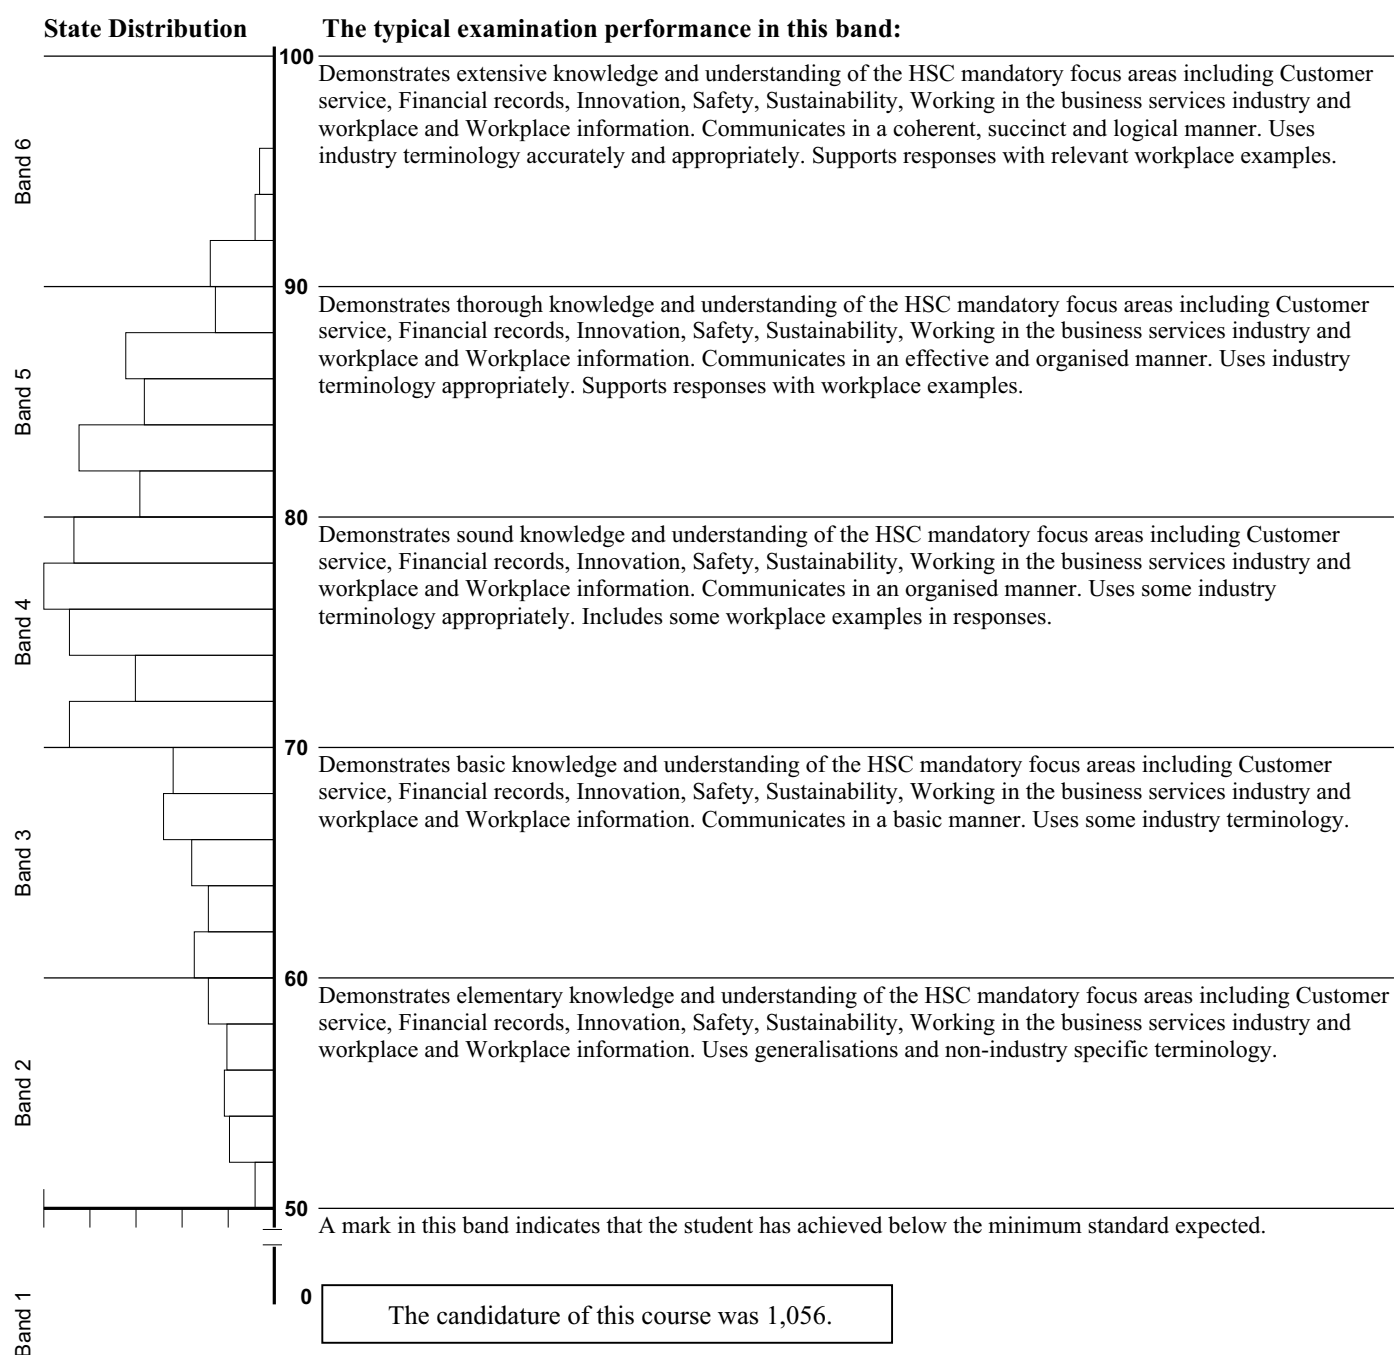 State Distribution
The typical examination performance in this band:
100
Demonstrates extensive knowledge and understanding of the HSC mandatory focus areas including Customer
service, Financial records, Innovation, Safety, Sustainability, Working in the business services industry and
workplace and Workplace information. Communicates in a coherent, succinct and logical manner. Uses
industry terminology accurately and appropriately. Supports responses with relevant workplace examples.
Band 6
90
Demonstrates thorough knowledge and understanding of the HSC mandatory focus areas including Customer
service, Financial records, Innovation, Safety, Sustainability, Working in the business services industry and
workplace and Workplace information. Communicates in an effective and organised manner. Uses industry
terminology appropriately. Supports responses with workplace examples.
Band 5
80
Demonstrates sound knowledge and understanding of the HSC mandatory focus areas including Customer
service, Financial records, Innovation, Safety, Sustainability, Working in the business services industry and
workplace and Workplace information. Communicates in an organised manner. Uses some industry
terminology appropriately. Includes some workplace examples in responses.
Band 4
70
Demonstrates basic knowledge and understanding of the HSC mandatory focus areas including Customer
service, Financial records, Innovation, Safety, Sustainability, Working in the business services industry and
workplace and Workplace information. Communicates in a basic manner. Uses some industry terminology.
Band 3
60
Demonstrates elementary knowledge and understanding of the HSC mandatory focus areas including Customer
service, Financial records, Innovation, Safety, Sustainability, Working in the business services industry and
workplace and Workplace information. Uses generalisations and non-industry specific terminology.
Band 2
50
A mark in this band indicates that the student has achieved below the minimum standard expected.
Band 1
0
The candidature of this course was 1,056.